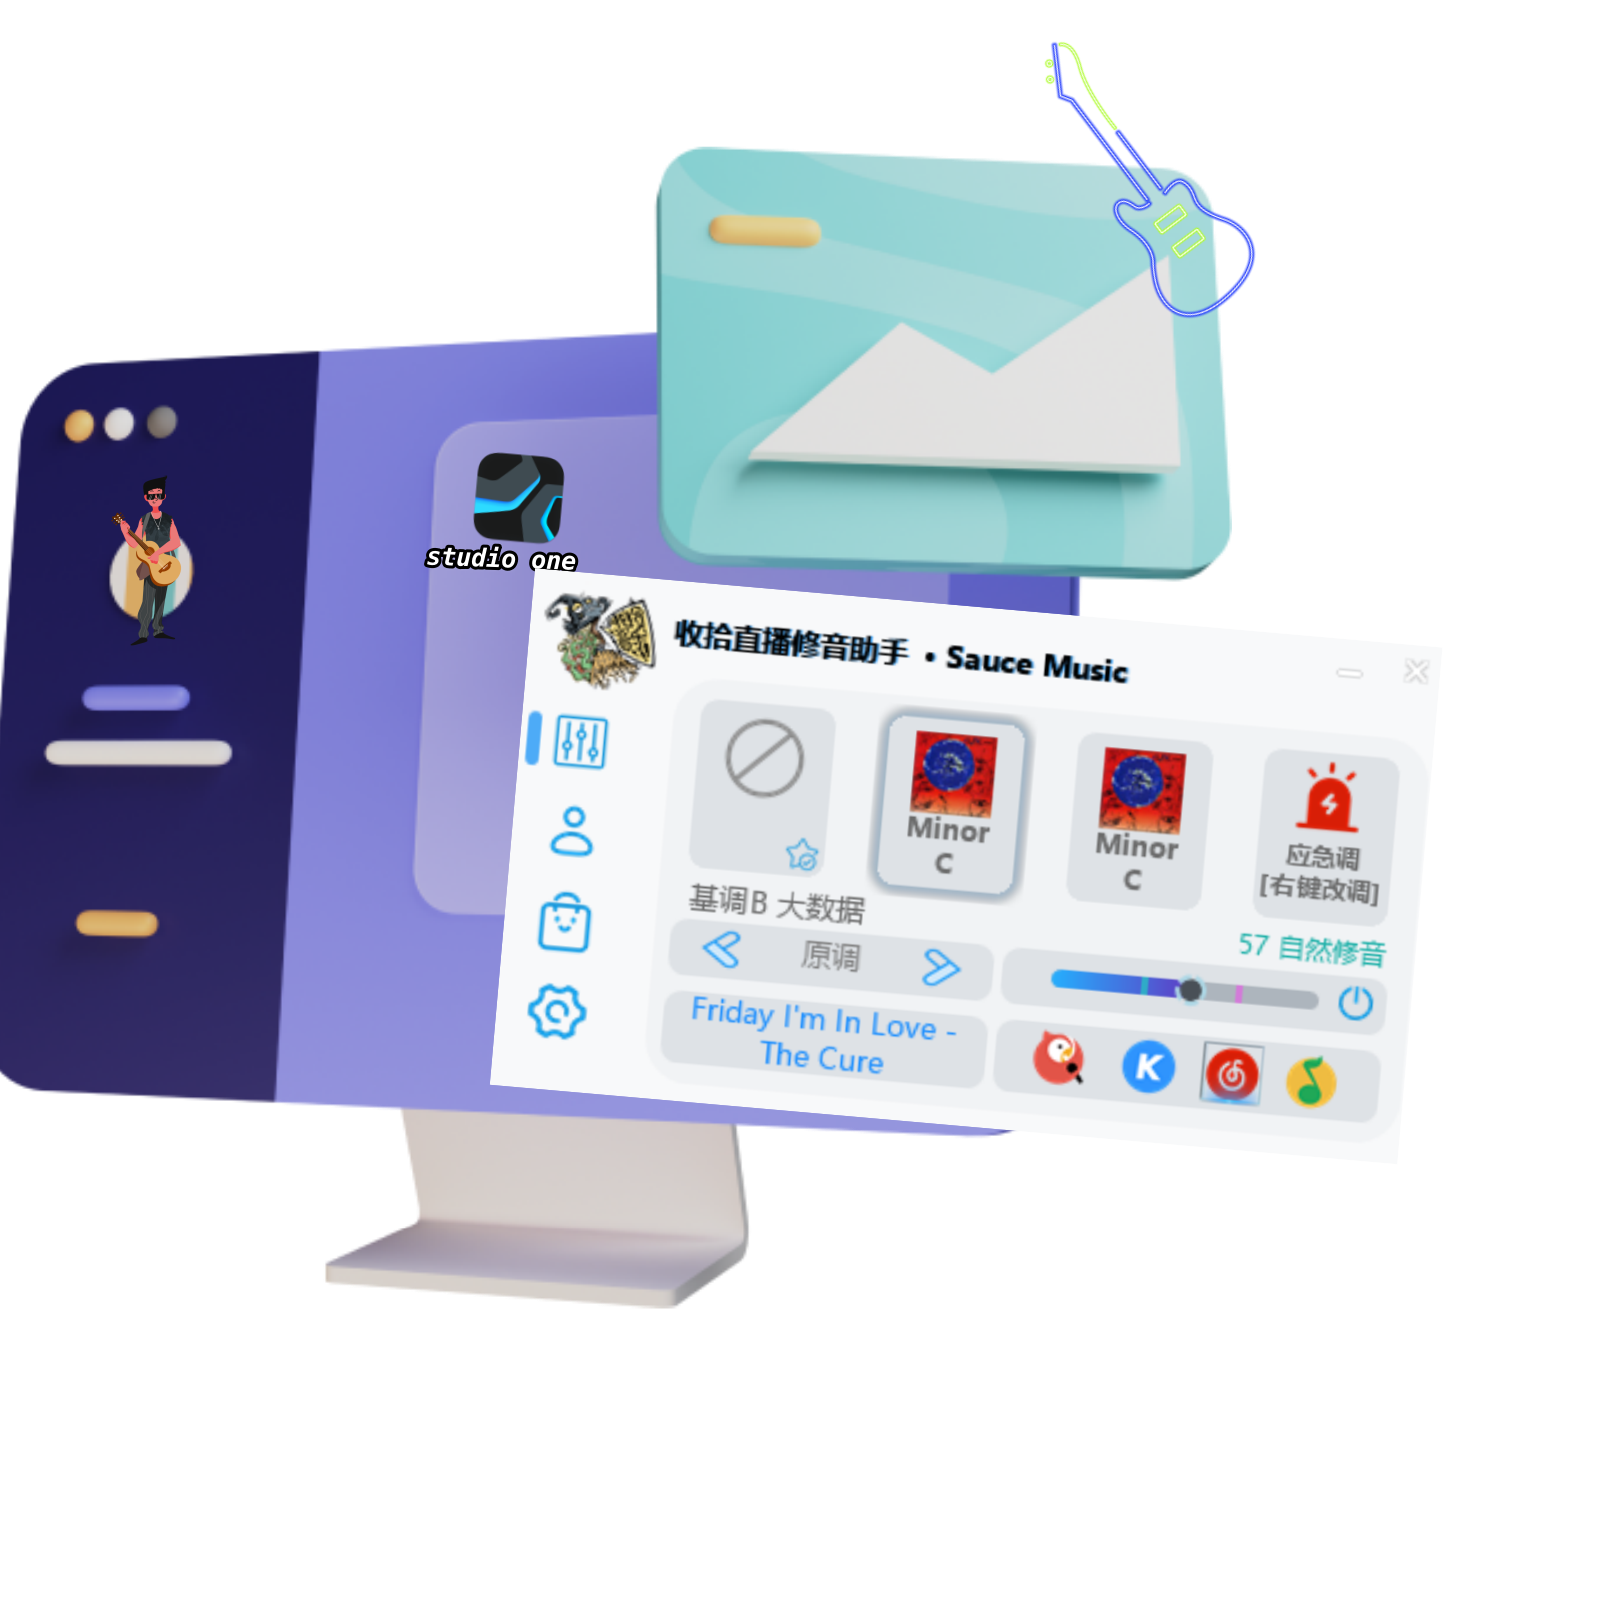 studio one
收拾直播修音助手 • Sauce Music
Minor
C
Minor
C
应急调
[右键改调]
基调B 大数据
57 自然修音
原调
Friday I'm In Love -
The Cure
K